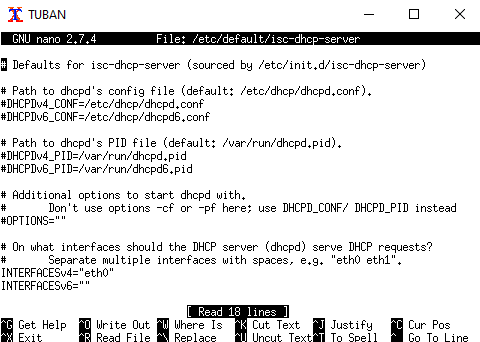 TUBAN
GNU nano 2.7.4 File: /etc/default/isc-dhcp-server
# Defaults for isc-dhcp-server (sourced by /etc/init.d/isc-dhcp-server)
# Path to dhcpd's config file (default: /etc/dhcp/dhcpd.conf).
#DHCPDv4_CONF=/etc/dhcp/dhcpd.conf
#DHCPDv6_CONF=/etc/dhcp/dhcpd6.conf
# Path to dhcpd's PID file (default: /var/run/dhcpd.pid).
#DHCPDv4_PID=/var/run/dhcpd.pid
#DHCPDv6_PID=/var/run/dhcpd6.pid
# Additional options to start dhcpd with.
# Don't use options -cf or -pf here; use DHCPD_CONF/ DHCPD_PID instead
#OPTIONS=""
# On what interfaces should the DHCP server (dhcpd) serve DHCP requests?
# Separate multiple interfaces with spaces, e.g. "eth0 eth1".
INTERFACESv4="eth0"
INTERFACESv6=""
[ Read 18 lines ]
^G Get Help ^O Write Out ^W Where Is ^K Cut Text ^J Justify ^C Cur Pos
^X Exit ^R Read File ^\ Replace ^U Uncut Text ^T To Spell ^_ Go To Line